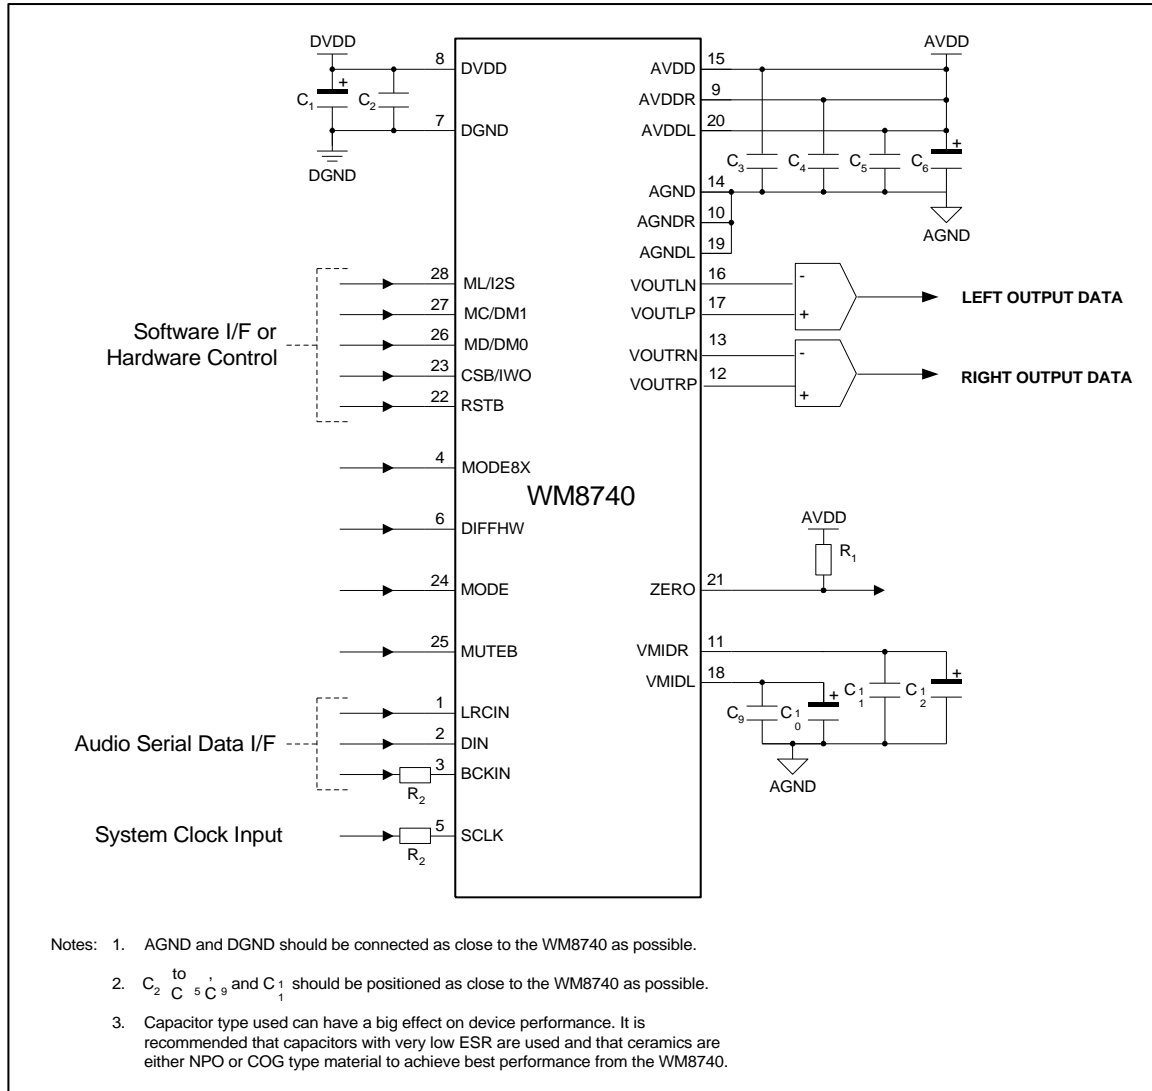 DVDD
AVDD
8 DVDD
AVDD 15
AVDDR 9
C1 +
C2
7 DGND
AVDDL 20
+
C3 C4 C5 C6
DGND
AGND 14
AGNDR 10
AGND
AGNDL 19
28 ML/I2S
VOUTLN 16
-
LEFT OUTPUT DATA
27 MC/DM1
VOUTLP 17
+
Software I/F or
Hardware Control
26 MD/DM0
VOUTRN 13
-
23 CSB/IWO
VOUTRP 12
RIGHT OUTPUT DATA
+
22 RSTB
4 MODE8X
WM8740
6 DIFFHW
AVDD
R1
24 MODE
ZERO 21
25 MUTEB
VMIDR 11
VMIDL 18
+
+
C9 C10 C11 C12
1 LRCIN
Audio Serial Data I/F
2 DIN
3 BCKIN
R2
AGND
System Clock Input
5 SCLK
R2
Notes: 1. AGND and DGND should be connected as close to the WM8740 as possible.
2. C2 to C5, C9 and C11 should be positioned as close to the WM8740 as possible.
3. Capacitor type used can have a big effect on device performance. It is
recommended that capacitors with very low ESR are used and that ceramics are
either NPO or COG type material to achieve best performance from the WM8740.